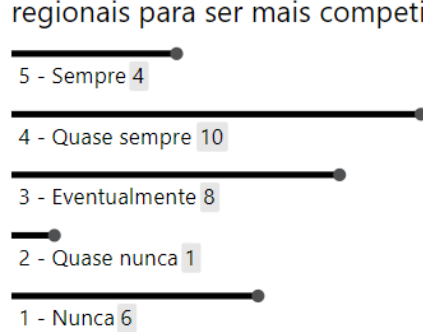 regionais para ser mais competi
5 - Sempre 4
4 - Quase sempre 10
3 - Eventualmente 8
2 - Quase nunca 1
1 - Nunca 6